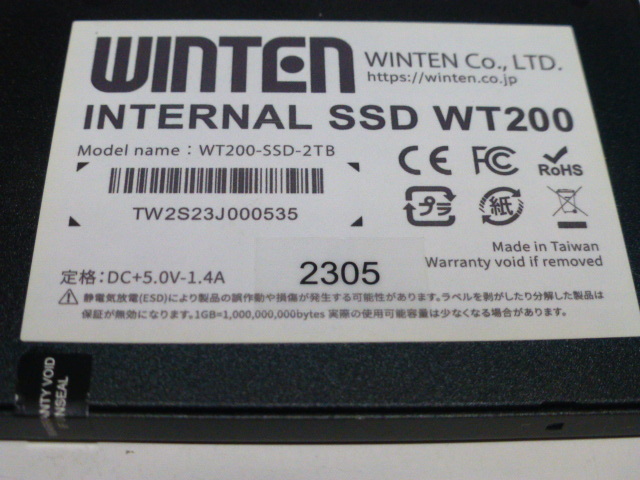 WINTEN WINTEN Co., LTD.
https://winten.co.jp
INTERNAL SSD WT200
Model name : WT200-SSD-2TB
CE FC RoHS
TW2S23J000535
プラ 紙
Made in Taiwan
Warranty void if removed
定格:DC+5.0V-1.4A
2305
静電気放電(ESD)により製品の誤動作や損傷が発生する可能性があります。ラベルを剥がしたり分解した製品は
保証が無効になります。1GB=1,000,000,000bytes 実際の使用可能容量は少なくなる場合があります。
NTY VOID
NSEAL